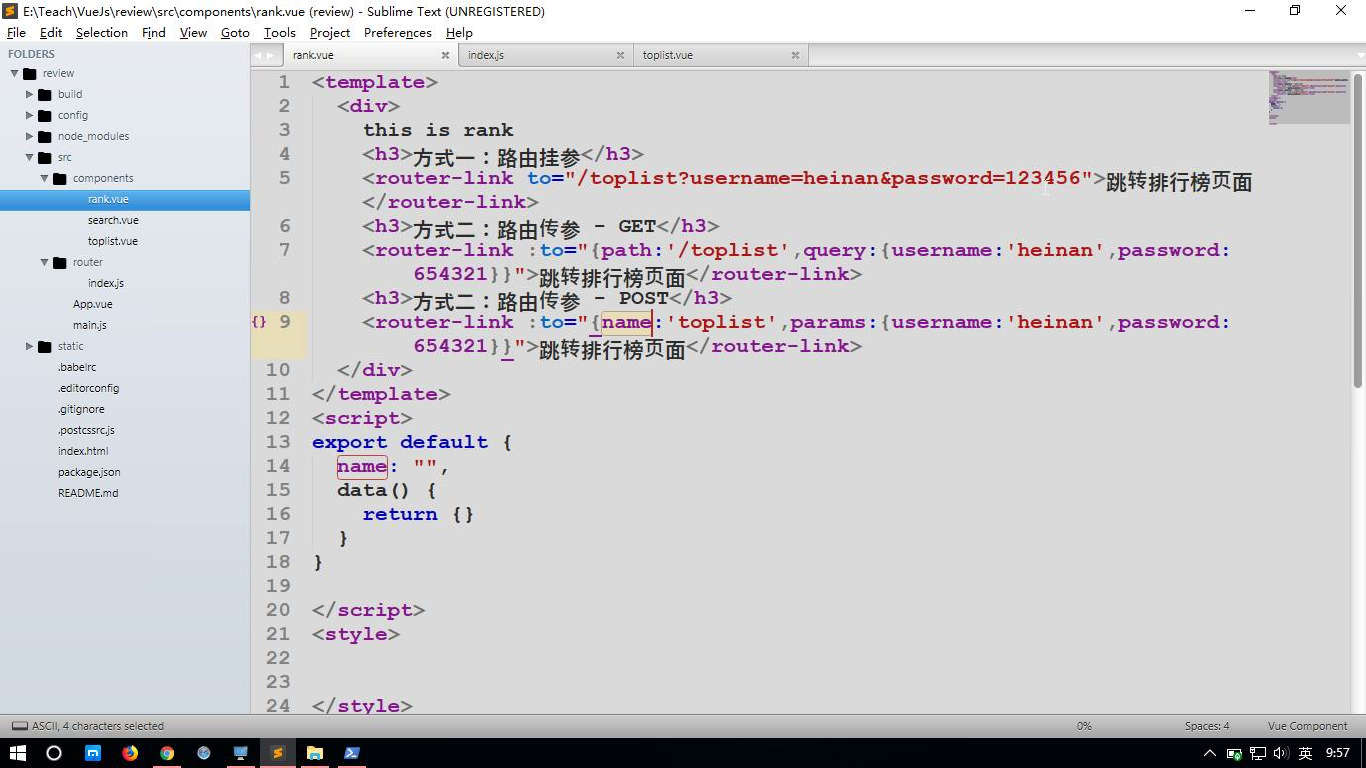 E:\Teach\VueJs\review\src\components\rank.vue (review) - Sublime Text (UNREGISTERED)
File Edit Selection Find View Goto Tools Project Preferences Help
FOLDERS
review
build
config
node_modules
src
components
rank.vue
search.vue
toplist.vue
router
index.js
App.vue
main.js
static
.babelrc
.editorconfig
.gitignore
.postcssrc.js
index.html
package.json
README.md
rank.vue index.js toplist.vue
1 <template>
2 <div>
3 this is rank
4 <h3>方式一：路由挂参</h3>
5 <router-link to="/toplist?username=heinan&password=123456">跳转排行榜页面
</router-link>
6 <h3>方式二：路由传参 - GET</h3>
7 <router-link :to="{path:'/toplist',query:{username:'heinan',password:
654321}}">跳转排行榜页面</router-link>
8 <h3>方式二：路由传参 - POST</h3>
{} 9 <router-link :to="{name:'toplist',params:{username:'heinan',password:
654321}}">跳转排行榜页面</router-link>
10 </div>
11 </template>
12 <script>
13 export default {
14 name: "",
15 data() {
16 return {}
17 }
18 }
19
20 </script>
21 <style>
22
23
24 </style>
ASCII, 4 characters selected 0% Spaces: 4 Vue Component
英 9:57